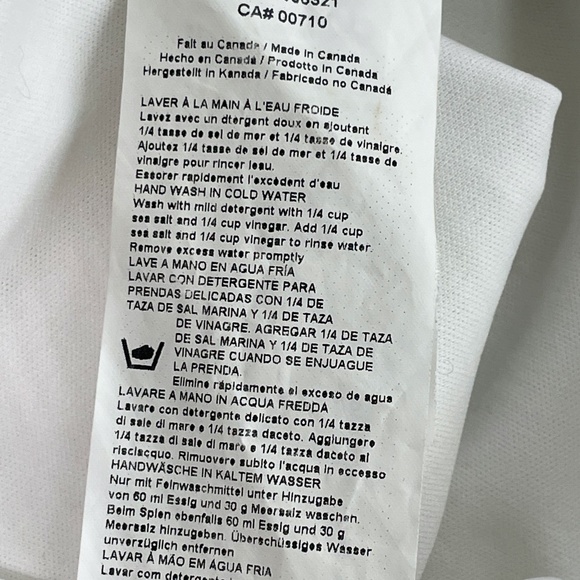 CA# 00710
Fait au Canada / Made in Canada
Hecho en Canadá / Prodotto in Canada
Hergestellt in Kanada / Fabricado no Canadá
LAVER À LA MAIN À L'EAU FROIDE
Lavez avec un dtergent doux en ajoutant
1/4 tasse de sel de mer et 1/4 tasse de vinaigre.
Ajoutez 1/4 tasse de sel de mer et 1/4 tasse de
vinaigre pour rincer leau.
Essorer rapidement l'excèdent d'eau
HAND WASH IN COLD WATER
Wash with mild detergent with 1/4 cup
sea salt and 1/4 cup vinegar. Add 1/4 cup
sea salt and 1/4 cup vinegar to rinse water.
Remove excess water promptly
LAVE A MANO EN AGUA FRÍA
LAVAR CON DETERGENTE PARA
PRENDAS DELICADAS CON 1/4 DE
TAZA DE SAL MARINA Y 1/4 DE TAZA
DE VINAGRE. AGREGAR 1/4 DE TAZA
DE SAL MARINA Y 1/4 DE TAZA DE
VINAGRE CUANDO SE ENJUAGUE
LA PRENDA.
Elimine rápidamente el exceso de agua
LAVARE A MANO IN ACQUA FREDDA
Lavare con detergente delicato con 1/4 tazza
di sale di mare e 1/4 tazza daceto. Aggiungere
1/4 tazza di sale di mare e 1/4 tazza daceto al
risciacquo. Rimuovere subito l'acqua in eccesso
HANDWÄSCHE IN KALTEM WASSER
Nur mit Feinwaschmittel unter Hinzugabe
von 60 ml Essig und 30 g Meersalz waschen.
Beim Splen ebenfalls 60 ml Essig und 30 g
Meersalz hinzugeben. Überschüssiges Wasser
unverzüglich entfernen
LAVAR À MÃO EM ÁGUA FRIA
Lavar com